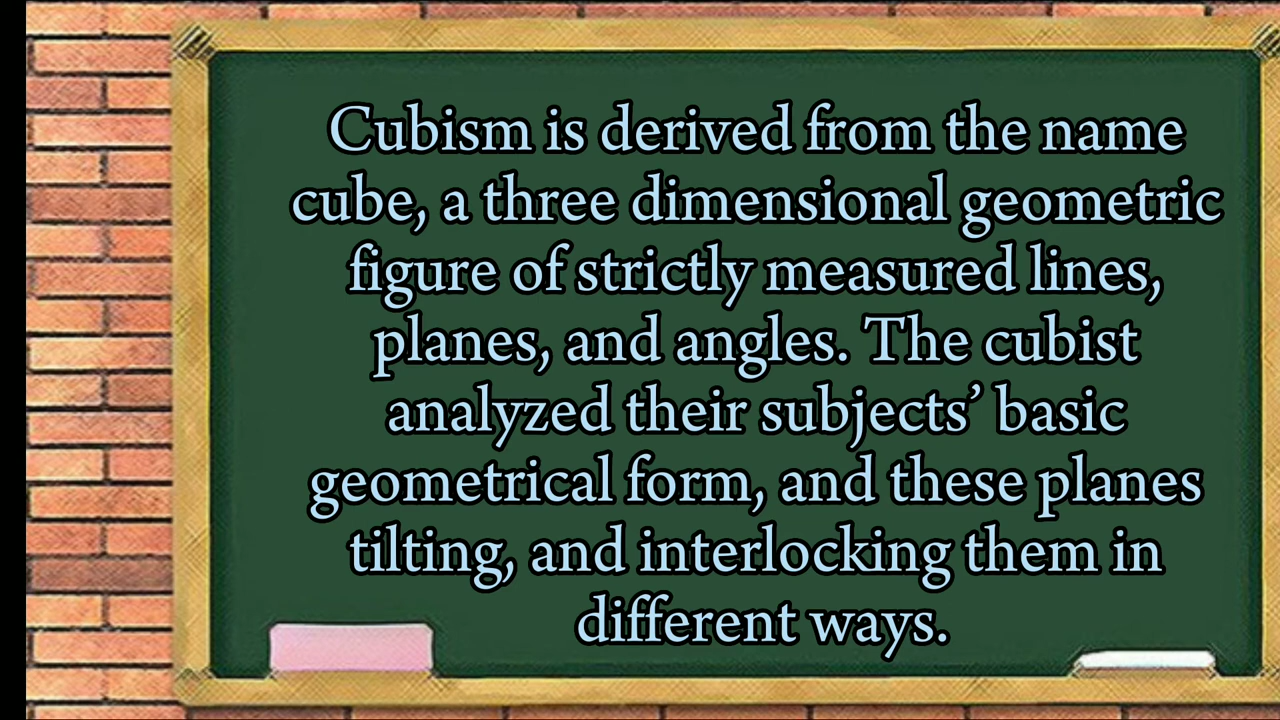 Cubism is derived from the name
cube, a three dimensional geometric
figure of strictly measured lines,
planes, and angles. The cubist
analyzed their subjects’ basic
geometrical form, and these planes
tilting, and interlocking them in
different ways.